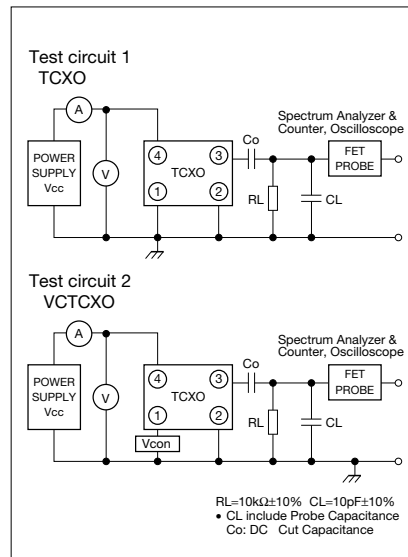 Test circuit 1
TCXO
A
Co
Spectrum Analyzer &
Counter, Oscilloscope
POWER
SUPPLY
Vcc
V
4
3
TCXO
1
2
RL
CL
FET
PROBE
Test circuit 2
VCTCXO
A
Co
Spectrum Analyzer &
Counter, Oscilloscope
POWER
SUPPLY
Vcc
V
4
3
TCXO
1
2
Vcon
RL
CL
FET
PROBE
RL=10kΩ±10% CL=10pF±10%
• CL include Probe Capacitance
Co: DC Cut Capacitance